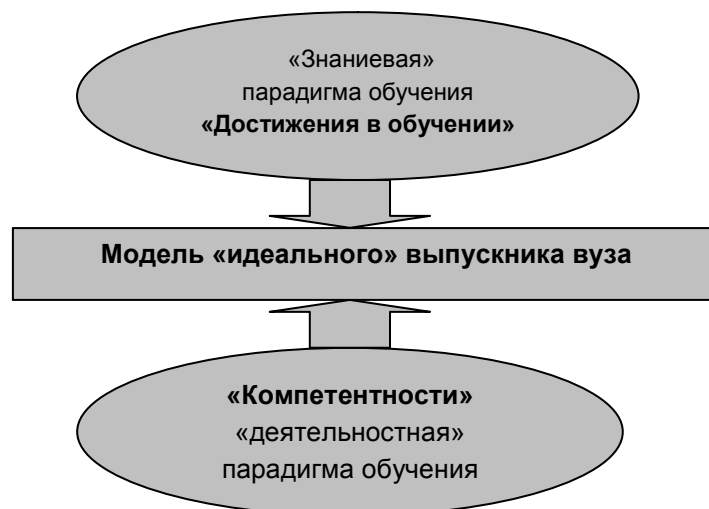 «Знаниевая»
парадигма обучения
«Достижения в обучении»
Модель «идеального» выпускника вуза
«Компетентности»
«деятельностная»
парадигма обучения